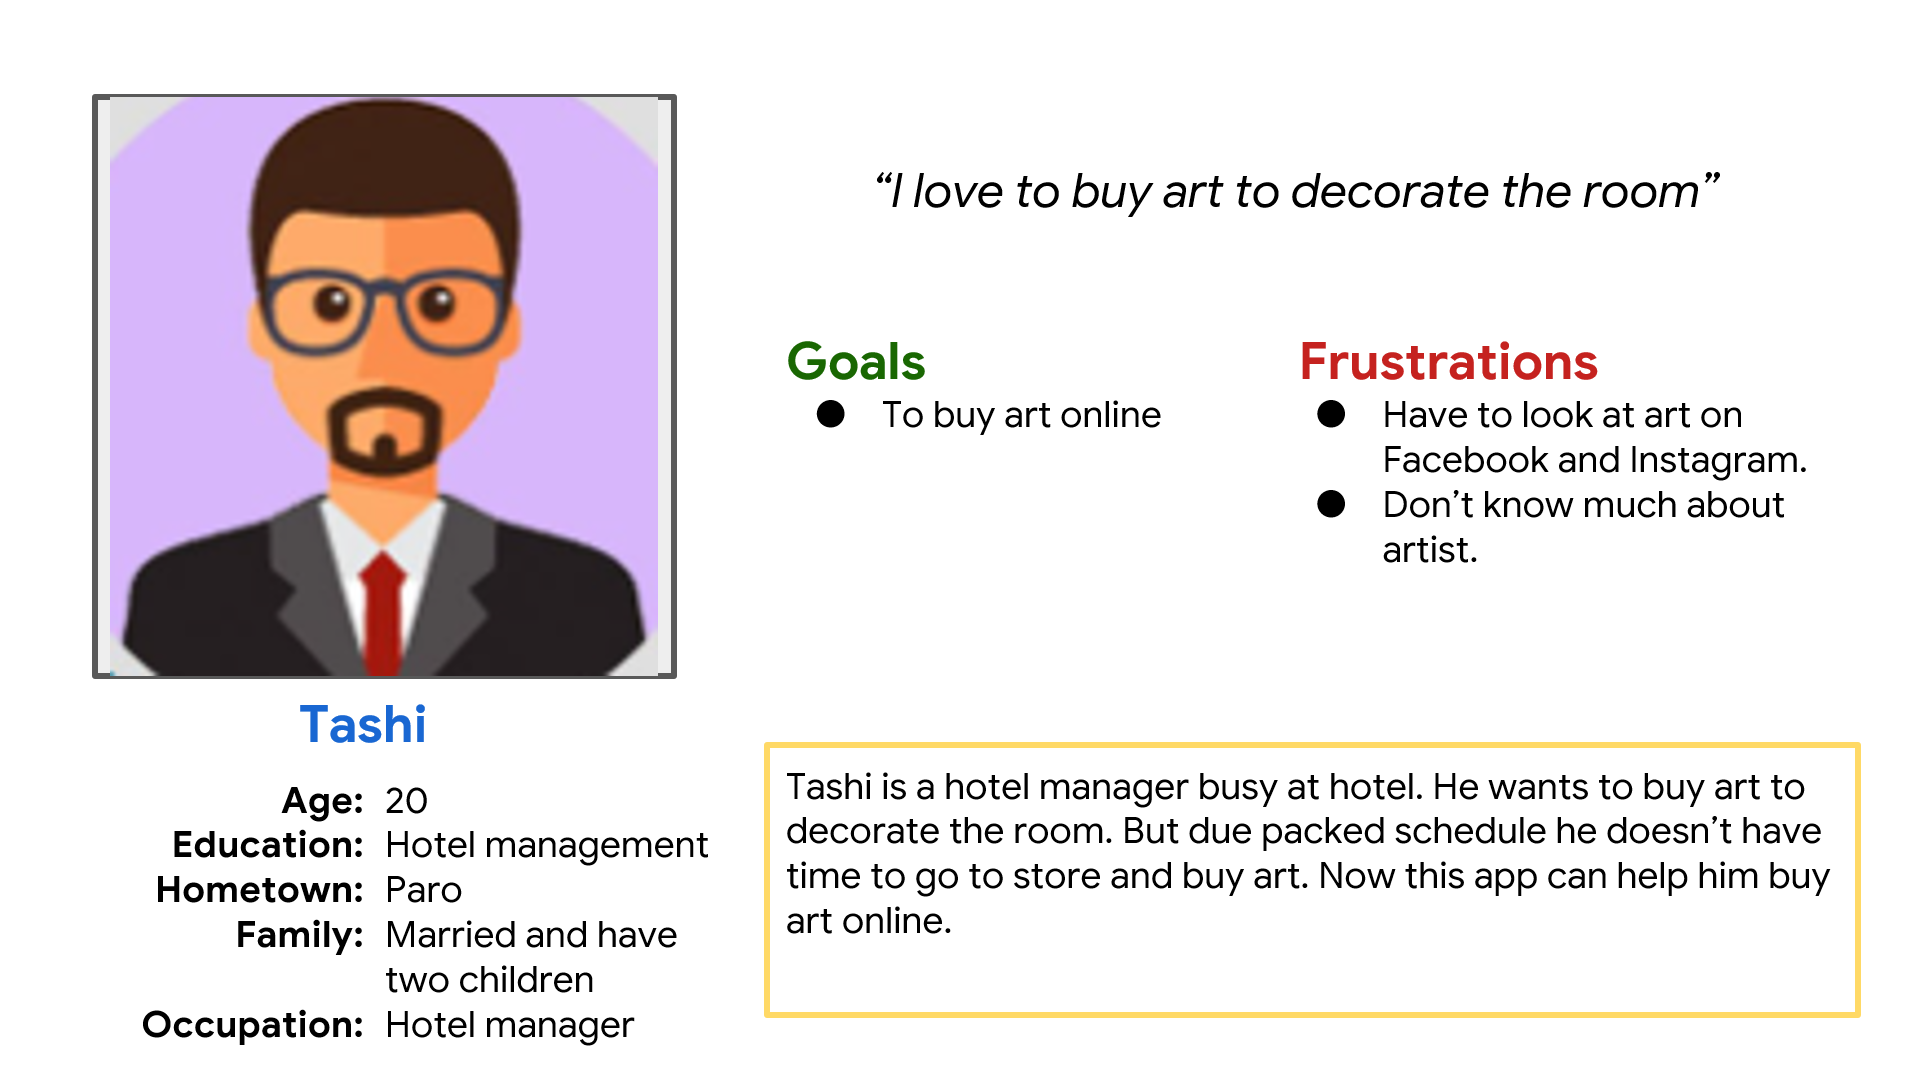 “I love to buy art to decorate the room”
Goals
● To buy art online
Frustrations
● Have to look at art on
Facebook and Instagram.
● Don’t know much about
artist.
Tashi
Age: 20
Education: Hotel management
Hometown: Paro
Family: Married and have
two children
Occupation: Hotel manager
Tashi is a hotel manager busy at hotel. He wants to buy art to
decorate the room. But due packed schedule he doesn’t have
time to go to store and buy art. Now this app can help him buy
art online.